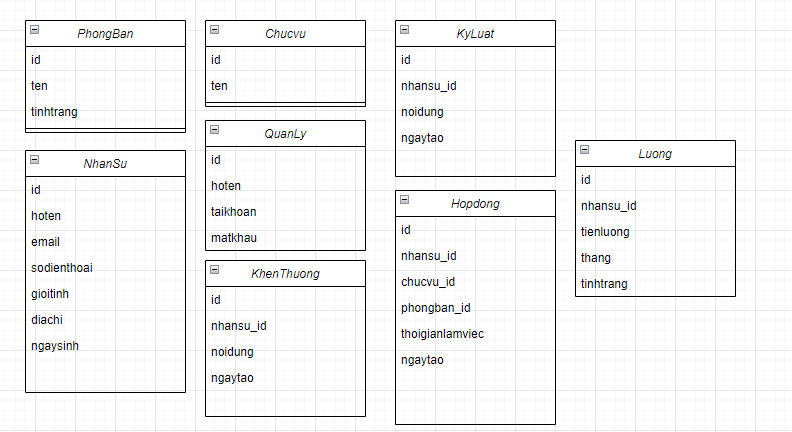 PhongBan
id
ten
tinhtrang
NhanSu
id
hoten
email
sodienthoai
gioitinh
diachi
ngaysinh
Chucvu
id
ten
QuanLy
id
hoten
taikhoan
matkhau
KhenThuong
id
nhansu_id
noidung
ngaytao
KyLuat
id
nhansu_id
noidung
ngaytao
Hopdong
id
nhansu_id
chucvu_id
phongban_id
thoigianlamviec
ngaytao
Luong
id
nhansu_id
tienluong
thang
tinhtrang